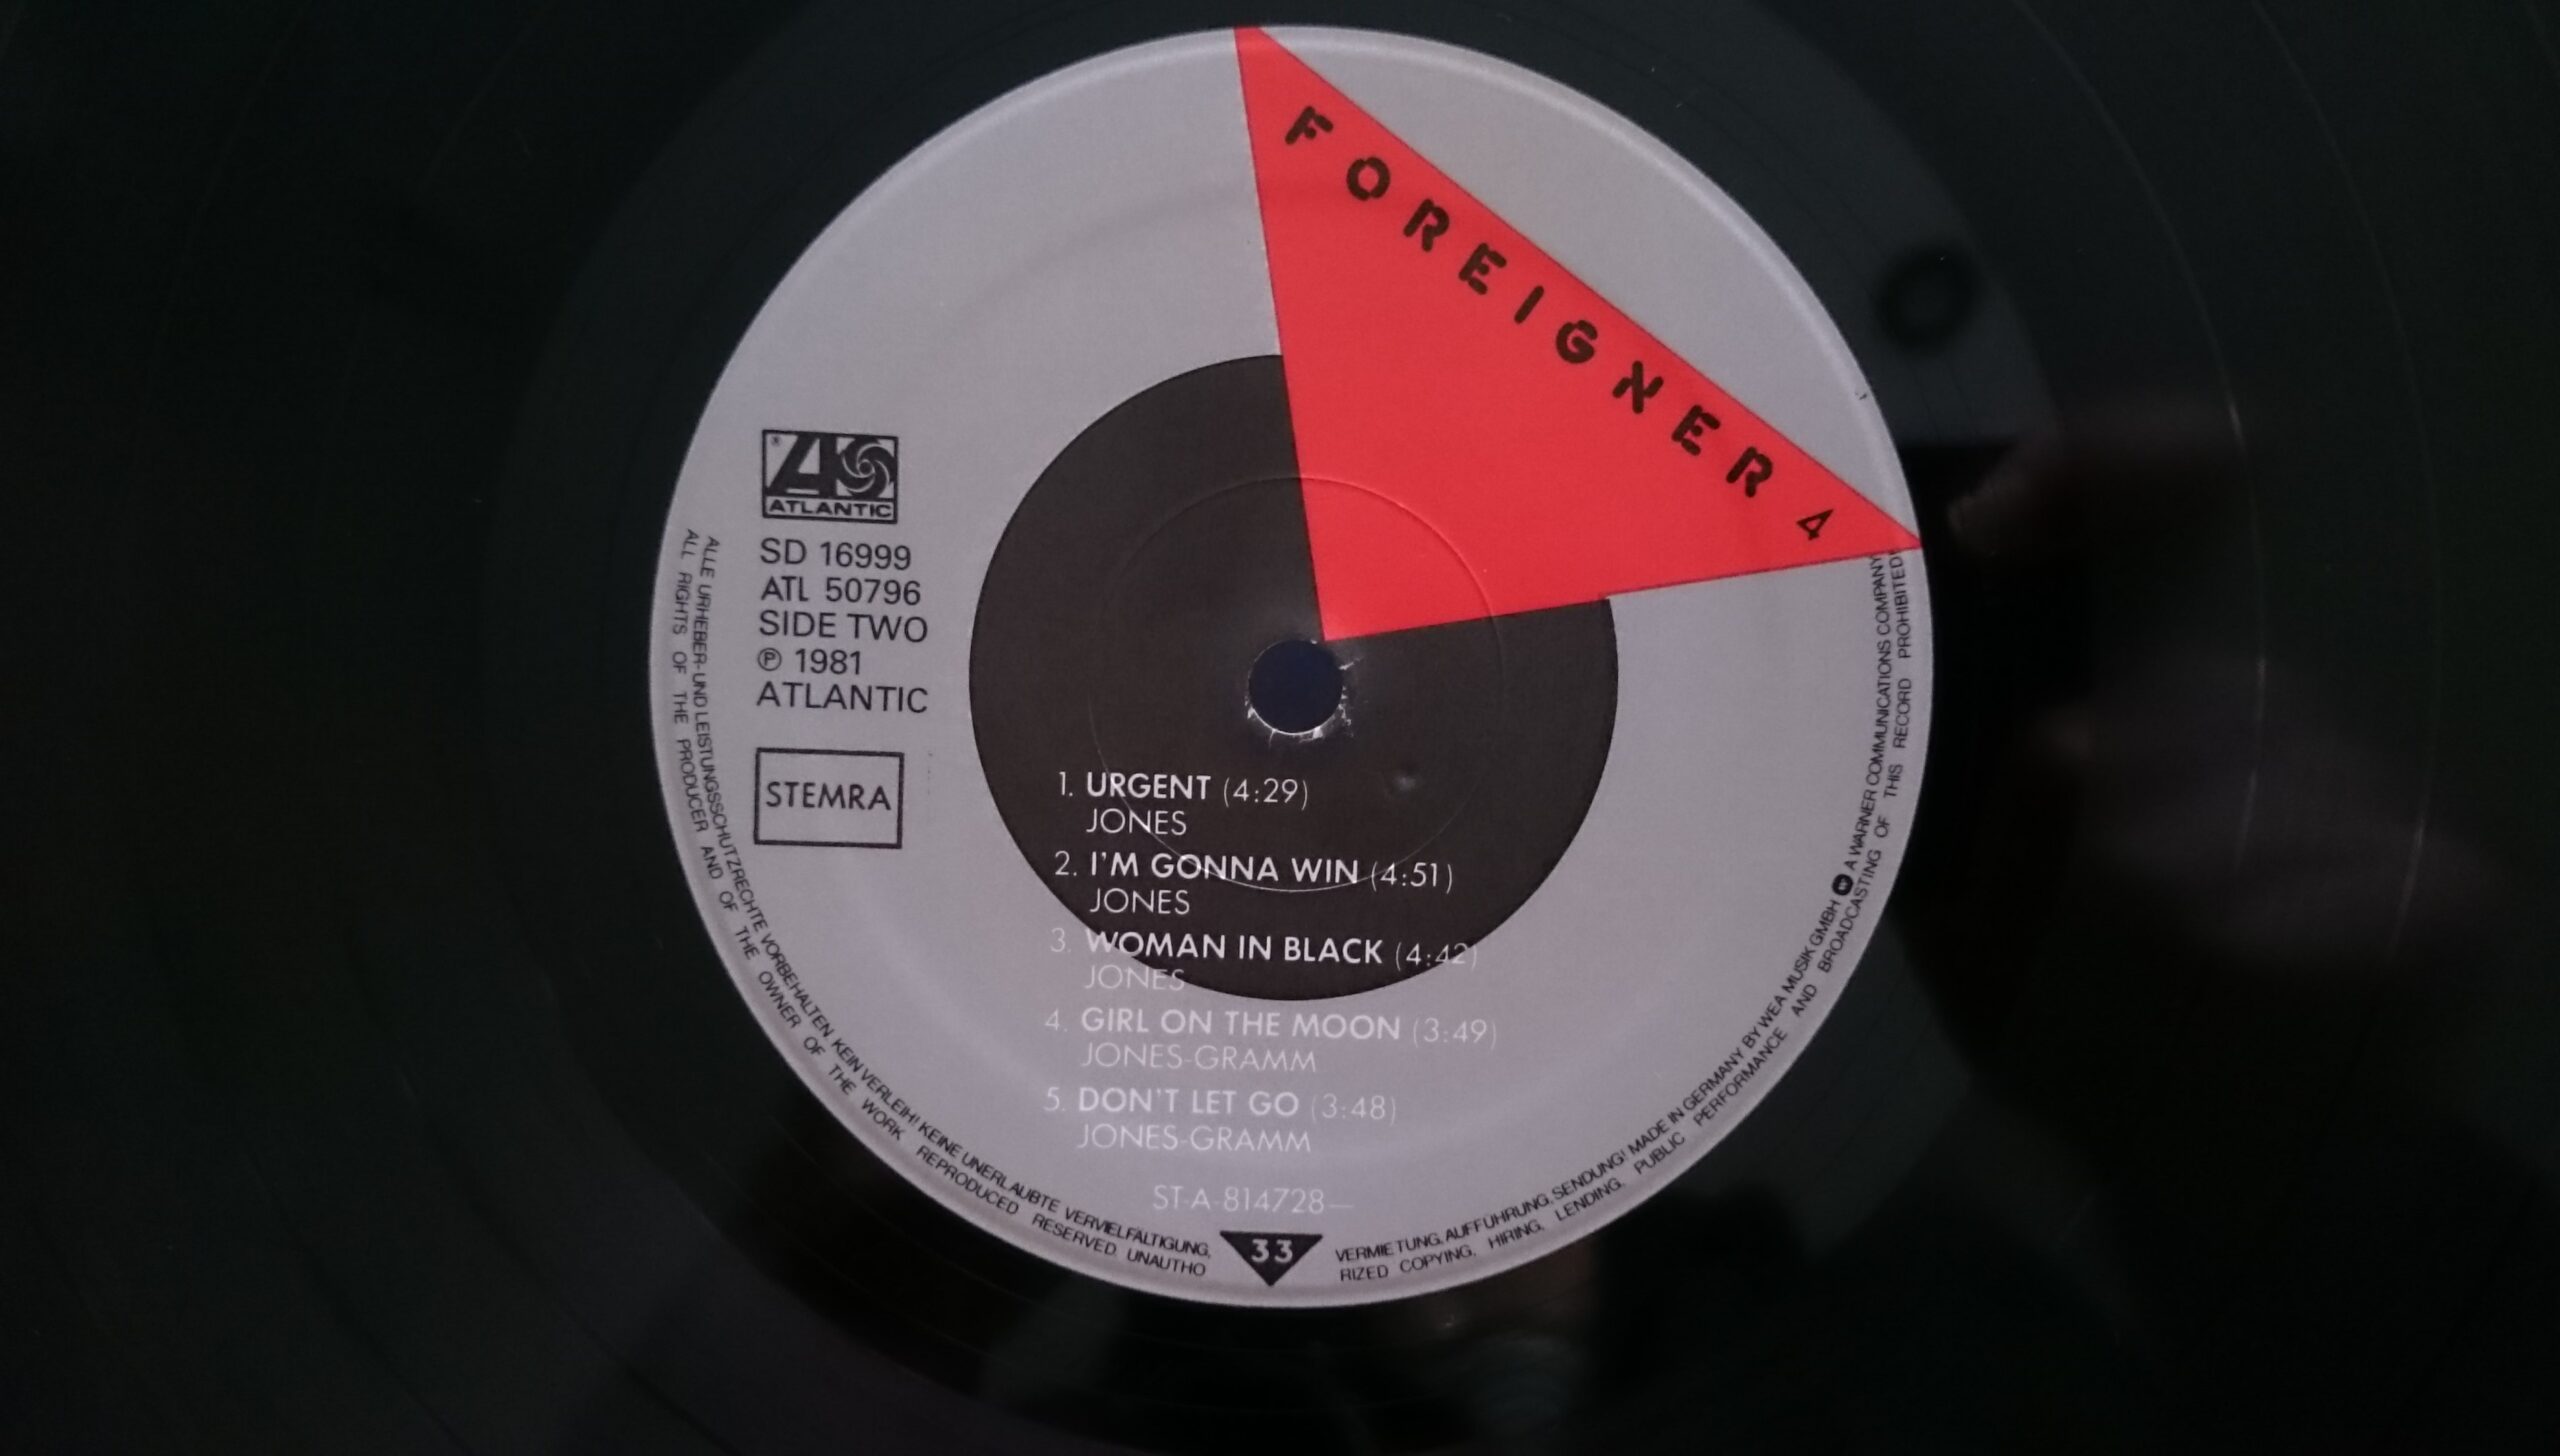 FOREIGNER 4
® ATLANTIC
SD 16999
ATL 50796
SIDE TWO
℗ 1981
ATLANTIC
STEMRA
1. URGENT (4:29)
JONES
2. I'M GONNA WIN (4:51)
JONES
3. WOMAN IN BLACK (4:42)
JONES
4. GIRL ON THE MOON (3:49)
JONES-GRAMM
5. DON'T LET GO (3:48)
JONES-GRAMM
ST-A-814728—
33
ALLE URHEBER- UND LEISTUNGSSCHUTZRECHTE VORBEHALTEN KEIN VERLEIH! KEINE UNERLAUBTE VERVIELFÄLTIGUNG, VERMIETUNG, AUFFÜHRUNG, SENDUNG! MADE IN GERMANY BY WEA MUSIK GMBH A WARNER COMMUNICATIONS COMPANY
ALL RIGHTS OF THE PRODUCER AND OF THE OWNER OF THE WORK REPRODUCED RESERVED. UNAUTHORIZED COPYING, HIRING, LENDING, PUBLIC PERFORMANCE AND BROADCASTING OF THIS RECORD PROHIBITED